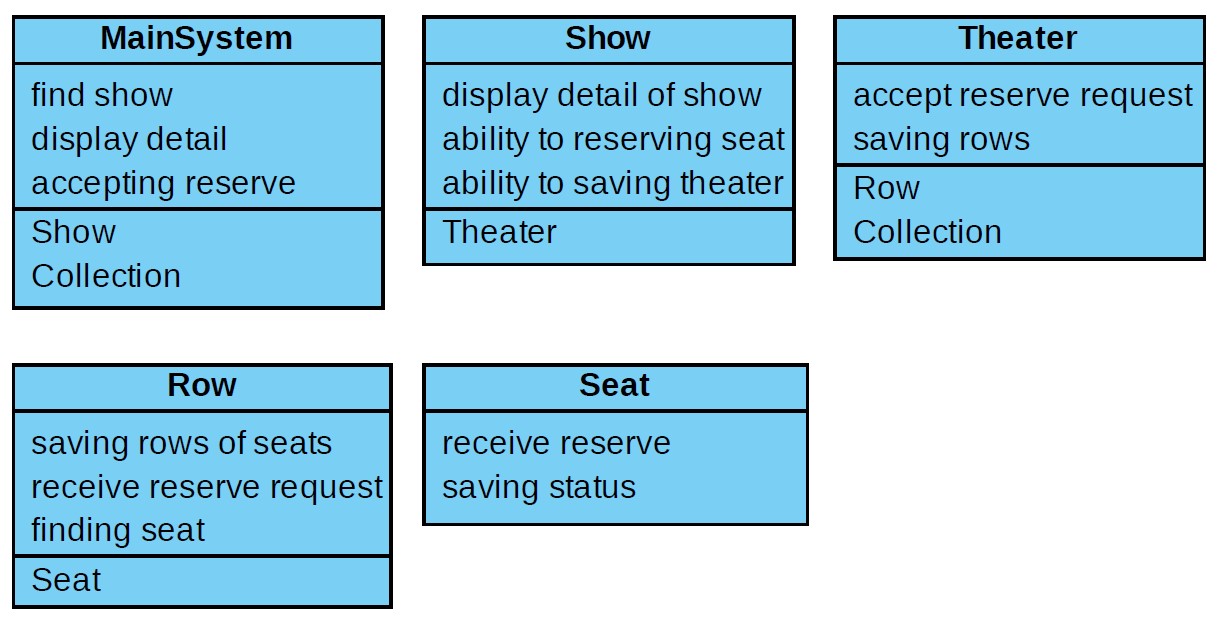 MainSystem
find show
display detail
accepting reserve
Show
Collection
Show
display detail of show
ability to reserving seat
ability to saving theater
Theater
Theater
accept reserve request
saving rows
Row
Collection
Row
saving rows of seats
receive reserve request
finding seat
Seat
Seat
receive reserve
saving status